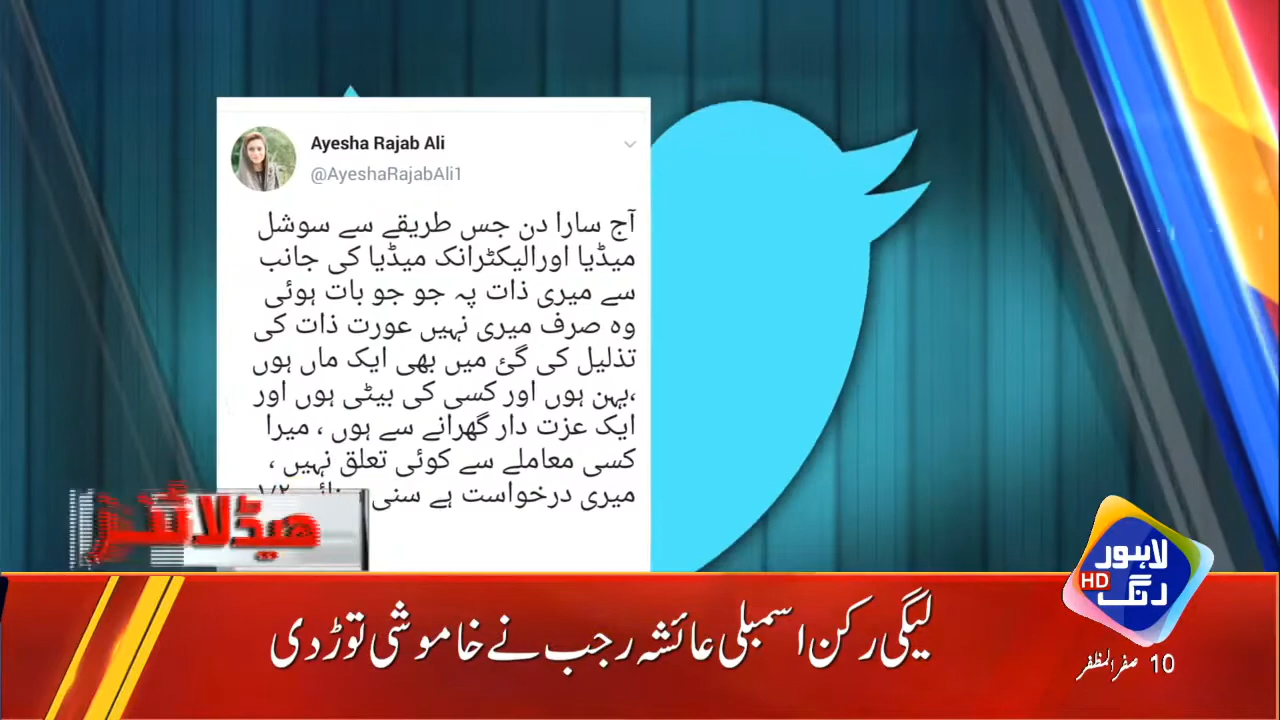 Ayesha Rajab Ali
@AyeshaRajabAli1
آج سارا دن جس طریقے سے سوشل
میڈیا اورالیکٹرانک میڈیا کی جانب
سے میری ذات پہ جو جو بات ہوئی
وہ صرف میری نہیں عورت ذات کی
تذلیل کی گئ میں بھی ایک ماں ہوں
،بہن ہوں اور کسی کی بیٹی ہوں اور
ایک عزت دار گھرانے سے ہوں ، میرا
کسی معاملے سے کوئی تعلق نہیں ،
میری درخواست ہے سنی
ہیڈلائنز
لیگی رکن اسمبلی عائشہ رجب نے خاموشی توڑ دی
لاہور
رنگ HD
10 صفر المظفر